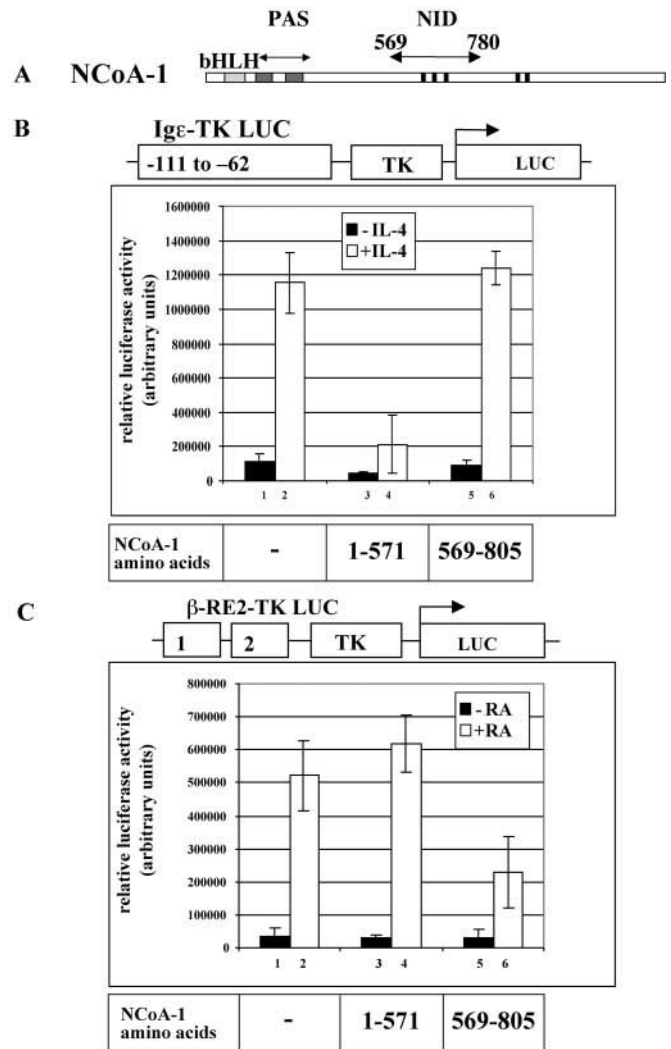 PAS NID
569 780
bHLH
A NCoA-1
B Igε-TK LUC
-111 to –62 TK LUC
1600000
1400000
1200000
1000000
800000
600000
400000
200000
0
relative luciferase activity
(arbitrary units)
- IL-4
+IL-4
1 2 3 4 5 6
NCoA-1
amino acids - 1-571 569-805
C β-RE2-TK LUC
1 2 TK LUC
800000
700000
600000
500000
400000
300000
200000
100000
0
relative luciferase activity
(arbitrary units)
- RA
+RA
1 2 3 4 5 6
NCoA-1
amino acids - 1-571 569-805